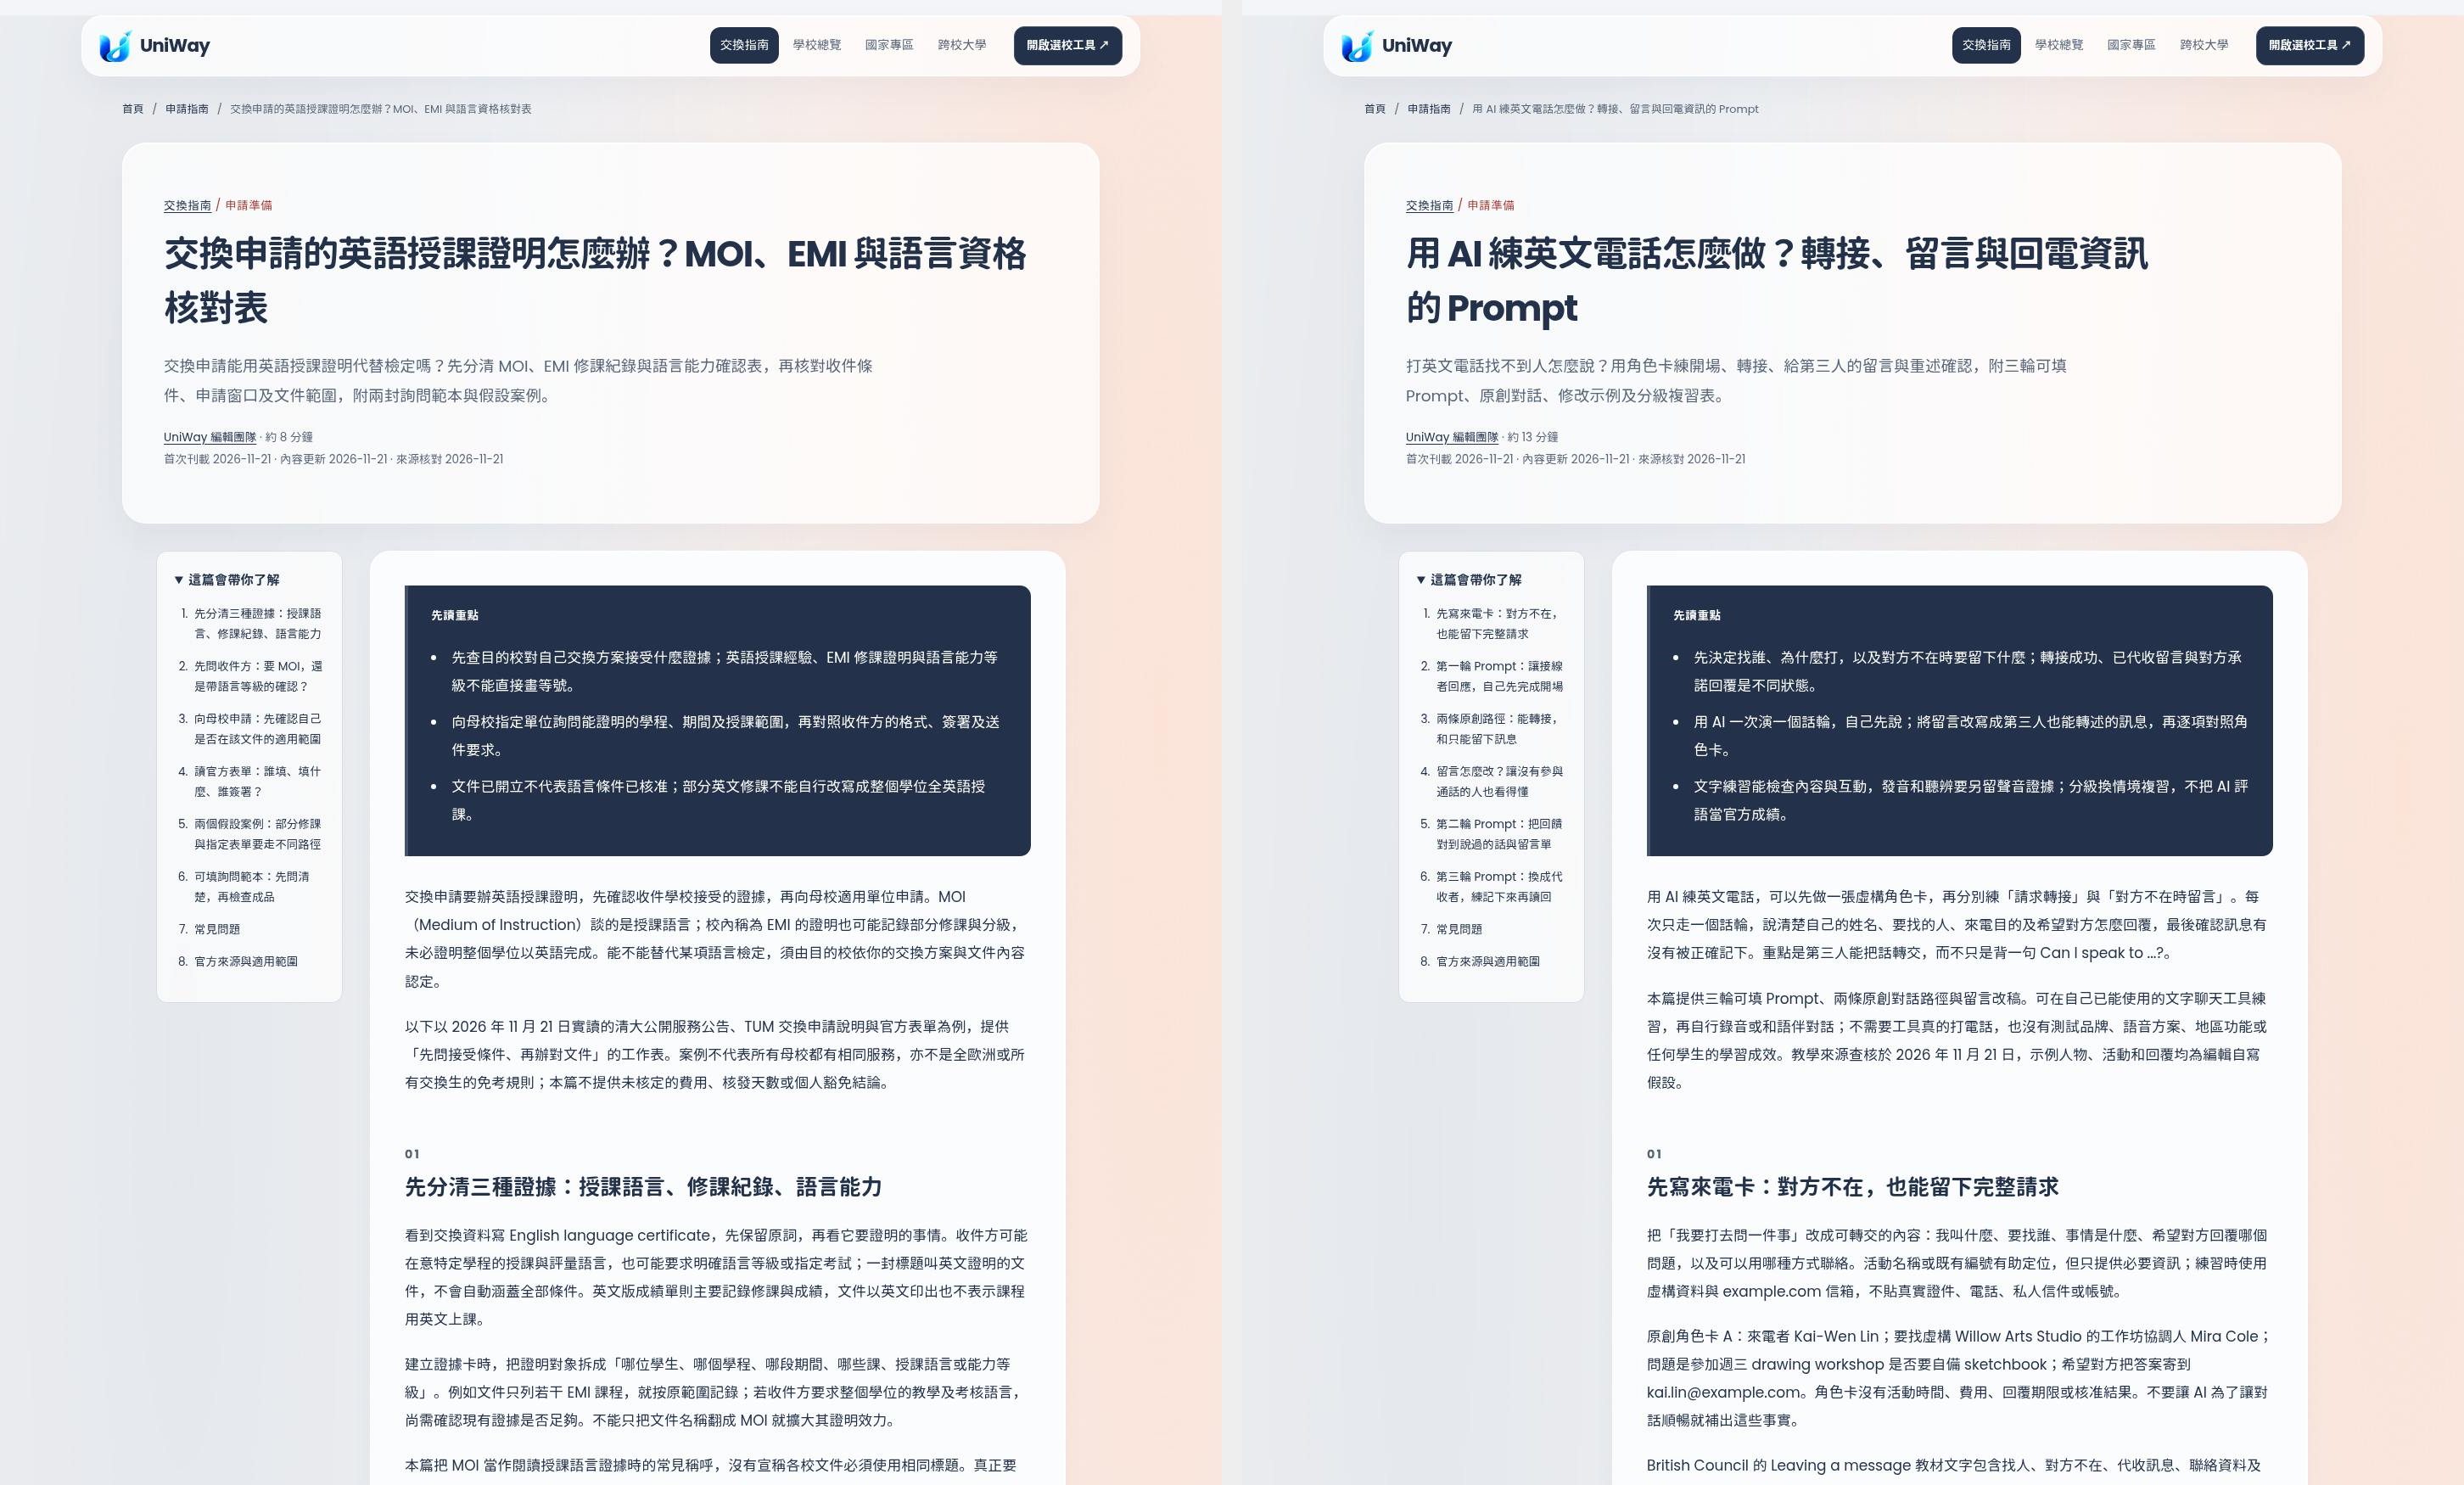 UniWay
交換指南
學校總覽
國家專區
跨校大學
開啟選校工具 ↗
首頁 / 申請指南 / 交換申請的英語授課證明怎麼辦？MOI、EMI 與語言資格核對表
交換指南 / 申請準備
交換申請的英語授課證明怎麼辦？MOI、EMI 與語言資格
核對表
交換申請能用英語授課證明代替檢定嗎？先分清 MOI、EMI 修課紀錄與語言能力確認表，再核對收件條
件、申請窗口及文件範圍，附兩封詢問範本與假設案例。
UniWay 編輯團隊 · 約 8 分鐘
首次刊載 2026-11-21 · 內容更新 2026-11-21 · 來源核對 2026-11-21
▼ 這篇會帶你了解
1. 先分清三種證據：授課語
言、修課紀錄、語言能力
2. 先問收件方：要 MOI，還
是帶語言等級的確認？
3. 向母校申請：先確認自己
是否在該文件的適用範圍
4. 讀官方表單：誰填、填什
麼、誰簽署？
5. 兩個假設案例：部分修課
與指定表單要走不同路徑
6. 可填詢問範本：先問清
楚，再檢查成品
7. 常見問題
8. 官方來源與適用範圍
先讀重點
• 先查目的校對自己交換方案接受什麼證據；英語授課經驗、EMI 修課證明與語言能力等
級不能直接畫等號。
• 向母校指定單位詢問能證明的學程、期間及授課範圍，再對照收件方的格式、簽署及送
件要求。
• 文件已開立不代表語言條件已核准；部分英文修課不能自行改寫成整個學位全英語授
課。
交換申請要辦英語授課證明，先確認收件學校接受的證據，再向母校適用單位申請。MOI
（Medium of Instruction）談的是授課語言；校內稱為 EMI 的證明也可能記錄部分修課與分級，
未必證明整個學位以英語完成。能不能替代某項語言檢定，須由目的校依你的交換方案與文件內容
認定。
以下以 2026 年 11 月 21 日實讀的清大公開服務公告、TUM 交換申請說明與官方表單為例，提供
「先問接受條件、再辦對文件」的工作表。案例不代表所有母校都有相同服務，亦不是全歐洲或所
有交換生的免考規則；本篇不提供未核定的費用、核發天數或個人豁免結論。
01
先分清三種證據：授課語言、修課紀錄、語言能力
看到交換資料寫 English language certificate，先保留原詞，再看它要證明的事情。收件方可能
在意特定學程的授課與評量語言，也可能要求明確語言等級或指定考試；一封標題叫英文證明的文
件，不會自動涵蓋全部條件。英文版成績單則主要記錄修課與成績，文件以英文印出也不表示課程
用英文上課。
建立證據卡時，把證明對象拆成「哪位學生、哪個學程、哪段期間、哪些課、授課語言或能力等
級」。例如文件只列若干 EMI 課程，就按原範圍記錄；若收件方要求整個學位的教學及考核語言，
尚需確認現有證據是否足夠。不能只把文件名稱翻成 MOI 就擴大其證明效力。
本篇把 MOI 當作閱讀授課語言證據時的常見稱呼，沒有宣稱各校文件必須使用相同標題。真正要
UniWay
交換指南
學校總覽
國家專區
跨校大學
開啟選校工具 ↗
首頁 / 申請指南 / 用 AI 練英文電話怎麼做？轉接、留言與回電資訊的 Prompt
交換指南 / 申請準備
用 AI 練英文電話怎麼做？轉接、留言與回電資訊
的 Prompt
打英文電話找不到人怎麼說？用角色卡練開場、轉接、給第三人的留言與重述確認，附三輪可填
Prompt、原創對話、修改示例及分級複習表。
UniWay 編輯團隊 · 約 13 分鐘
首次刊載 2026-11-21 · 內容更新 2026-11-21 · 來源核對 2026-11-21
▼ 這篇會帶你了解
1. 先寫來電卡：對方不在，
也能留下完整請求
2. 第一輪 Prompt：讓接線
者回應，自己先完成開場
3. 兩條原創路徑：能轉接，
和只能留下訊息
4. 留言怎麼改？讓沒有參與
通話的人也看得懂
5. 第二輪 Prompt：把回饋
對到說過的話與留言單
6. 第三輪 Prompt：換成代
收者，練記下來再讀回
7. 常見問題
8. 官方來源與適用範圍
先讀重點
• 先決定找誰、為什麼打，以及對方不在時要留下什麼；轉接成功、已代收留言與對方承
諾回覆是不同狀態。
• 用 AI 一次演一個話輪，自己先說；將留言改寫成第三人也能轉述的訊息，再逐項對照角
色卡。
• 文字練習能檢查內容與互動，發音和聽辨要另留聲音證據；分級換情境複習，不把 AI 評
語當官方成績。
用 AI 練英文電話，可以先做一張虛構角色卡，再分別練「請求轉接」與「對方不在時留言」。每
次只走一個話輪，說清楚自己的姓名、要找的人、來電目的及希望對方怎麼回覆，最後確認訊息有
沒有被正確記下。重點是第三人能把話轉交，而不只是背一句 Can I speak to ...?。
本篇提供三輪可填 Prompt、兩條原創對話路徑與留言改稿。可在自己已能使用的文字聊天工具練
習，再自行錄音或和語伴對話；不需要工具真的打電話，也沒有測試品牌、語音方案、地區功能或
任何學生的學習成效。教學來源查核於 2026 年 11 月 21 日，示例人物、活動和回覆均為編輯自寫
假設。
01
先寫來電卡：對方不在，也能留下完整請求
把「我要打去問一件事」改成可轉交的內容：我叫什麼、要找誰、事情是什麼、希望對方回覆哪個
問題，以及可以用哪種方式聯絡。活動名稱或既有編號有助定位，但只提供必要資訊；練習時使用
虛構資料與 example.com 信箱，不貼真實證件、電話、私人信件或帳號。
原創角色卡 A：來電者 Kai-Wen Lin；要找虛構 Willow Arts Studio 的工作坊協調人 Mira Cole；
問題是參加週三 drawing workshop 是否要自備 sketchbook；希望對方把答案寄到
kai.lin@example.com。角色卡沒有活動時間、費用、回覆期限或核准結果。不要讓 AI 為了讓對
話順暢就補出這些事實。
British Council 的 Leaving a message 教材文字包含找人、對方不在、代收訊息、聯絡資料及